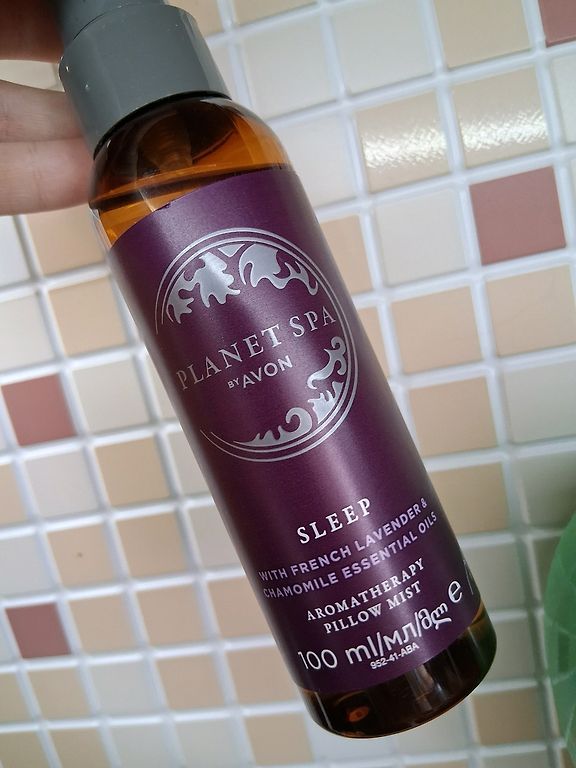 PLANET SPA
BY AVON
SLEEP
WITH FRENCH LAVENDER &
CHAMOMILE ESSENTIAL OILS
AROMATHERAPY
PILLOW MIST
100 ml/мл/მლ e
952-41-ABA